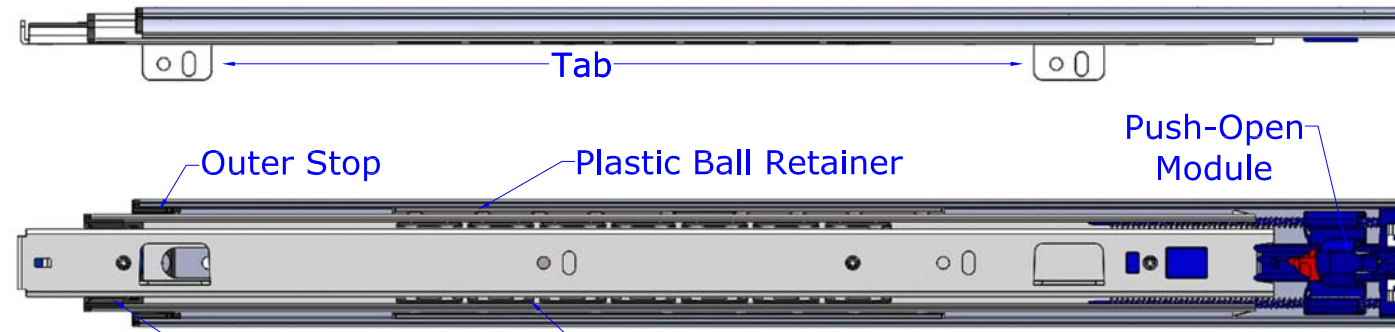 Tab
Push-Open
Module
Outer Stop
Plastic Ball Retainer